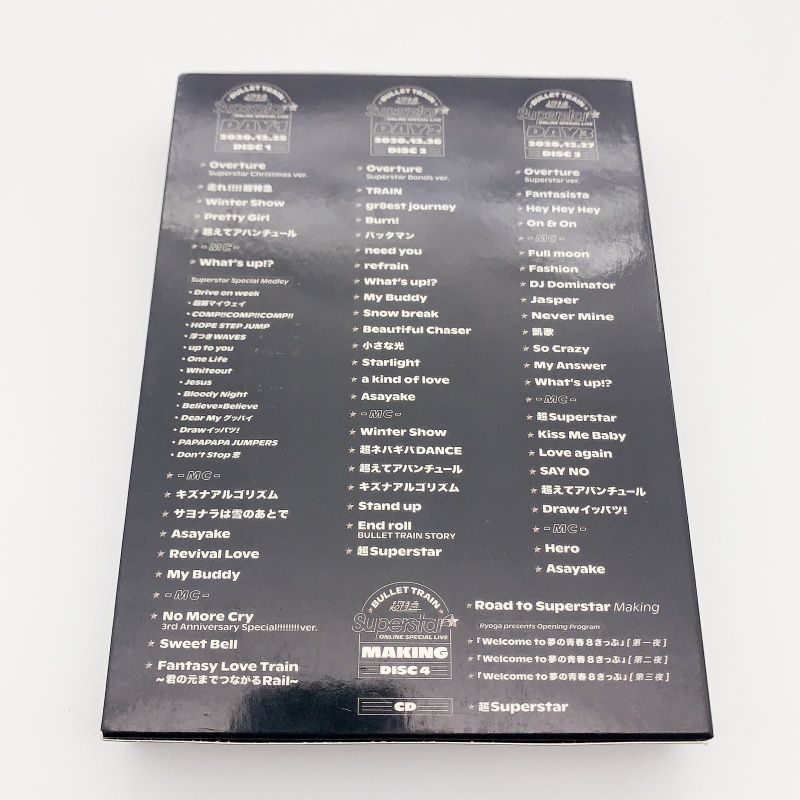 BULLET TRAIN
超特急
Superstar
ONLINE SPECIAL LIVE
DAY1
2020.12.25
DISC 1
Overture
Superstar Christmas ver.
走れ!!!!超特急
Winter Show
Pretty Girl
超えてアバンチュール
-MC-
What's up!?
Superstar Special Medley
• Drive on week
• 超越マイウェイ
• COMP!!COMP!!COMP!!
• HOPE STEP JUMP
• 浮つきWAVES
• up to you
• One Life
• Whiteout
• Jesus
• Bloody Night
• Believe×Believe
• Dear My グッバイ
• Drawイッパツ!
• PAPAPAPA JUMPERS
• Don't Stop 恋
-MC-
キズナアルゴリズム
サヨナラは雪のあとで
Asayake
Revival Love
My Buddy
-MC-
No More Cry
3rd Anniversary Special!!!!!!!!ver.
Sweet Bell
Fantasy Love Train
~君の元までつながるRail~
BULLET TRAIN
超特急
Superstar
ONLINE SPECIAL LIVE
DAY2
2020.12.26
DISC 2
Overture
Superstar Bonds ver.
TRAIN
gr8est journey
Burn!
バッタマン
need you
refrain
What's up!?
My Buddy
Snow break
Beautiful Chaser
小さな光
Starlight
a kind of love
Asayake
-MC-
Winter Show
超ネバギバDANCE
超えてアバンチュール
キズナアルゴリズム
Stand up
End roll
BULLET TRAIN STORY
超Superstar
BULLET TRAIN
超特急
Superstar
ONLINE SPECIAL LIVE
DAY3
2020.12.27
DISC 3
Overture
Superstar ver.
Fantasista
Hey Hey Hey
On & On
-MC-
Full moon
Fashion
DJ Dominator
Jasper
Never Mine
凱歌
So Crazy
My Answer
What's up!?
-MC-
超Superstar
Kiss Me Baby
Love again
SAY NO
超えてアバンチュール
Drawイッパツ!
-MC-
Hero
Asayake
BULLET TRAIN
超特急
Superstar
ONLINE SPECIAL LIVE
MAKING
DISC 4
Road to Superstar Making
Ryoga presents Opening Program
「Welcome to 夢の青春8きっぷ」[第一夜]
「Welcome to 夢の青春8きっぷ」[第二夜]
「Welcome to 夢の青春8きっぷ」[第三夜]
CD
超Superstar